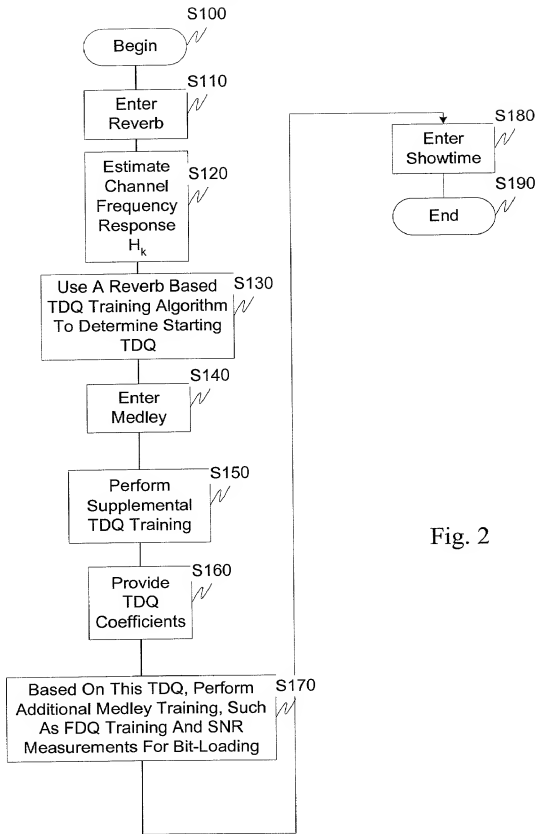 S100
Begin
S110
Enter
Reverb
S120
Estimate
Channel
Frequency
Response
Hk
S130
Use A Reverb Based
TDQ Training Algorithm
To Determine Starting
TDQ
S140
Enter
Medley
S150
Perform
Supplemental
TDQ Training
S160
Provide
TDQ
Coefficients
S170
Based On This TDQ, Perform
Additional Medley Training, Such
As FDQ Training And SNR
Measurements For Bit-Loading
S180
Enter
Showtime
S190
End
Fig. 2